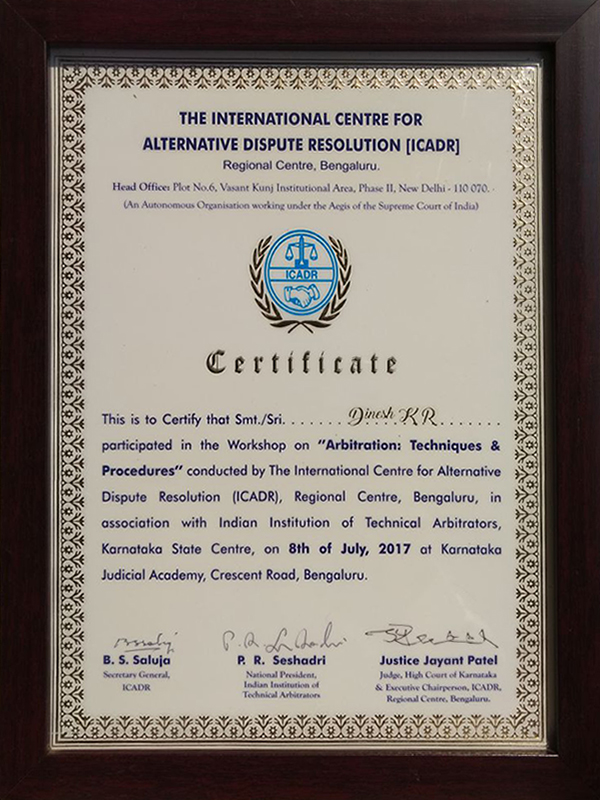 THE INTERNATIONAL CENTRE FOR
ALTERNATIVE DISPUTE RESOLUTION [ICADR]
Regional Centre, Bengaluru.
Head Office: Plot No.6, Vasant Kunj Institutional Area, Phase II, New Delhi - 110 070.
(An Autonomous Organisation working under the Aegis of the Supreme Court of India)
ICADR
Certificate
This is to Certify that Smt./Sri. . . . . . . Dinesh K R . . . . . . .
participated in the Workshop on "Arbitration: Techniques &
Procedures" conducted by The International Centre for Alternative
Dispute Resolution (ICADR), Regional Centre, Bengaluru, in
association with Indian Institution of Technical Arbitrators,
Karnataka State Centre, on 8th of July, 2017 at Karnataka
Judicial Academy, Crescent Road, Bengaluru.
B. S. Saluja
Secretary General,
ICADR
P. R. Seshadri
National President,
Indian Institution of
Technical Arbitrators
Justice Jayant Patel
Judge, High Court of Karnataka
& Executive Chairperson, ICADR,
Regional Centre, Bengaluru.